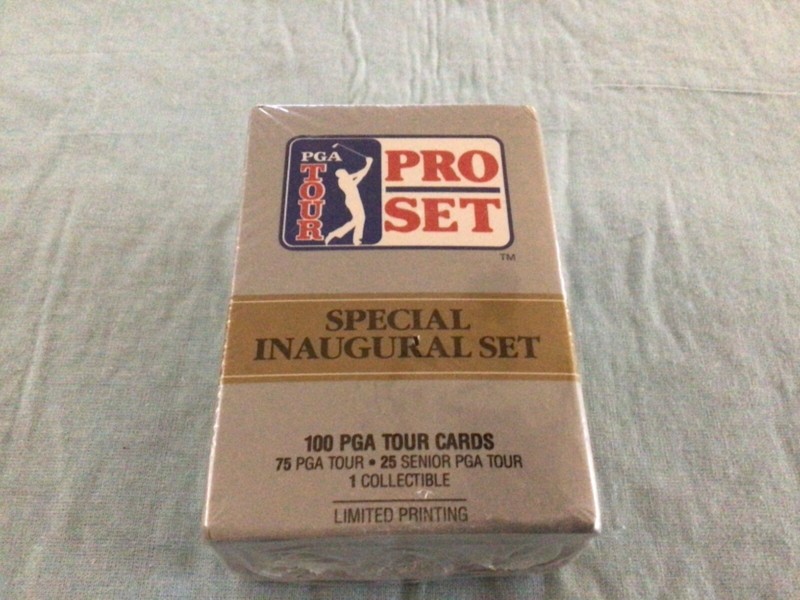 PGA
TOUR
PRO
SET
TM
SPECIAL
INAUGURAL SET
100 PGA TOUR CARDS
75 PGA TOUR • 25 SENIOR PGA TOUR
1 COLLECTIBLE
LIMITED PRINTING